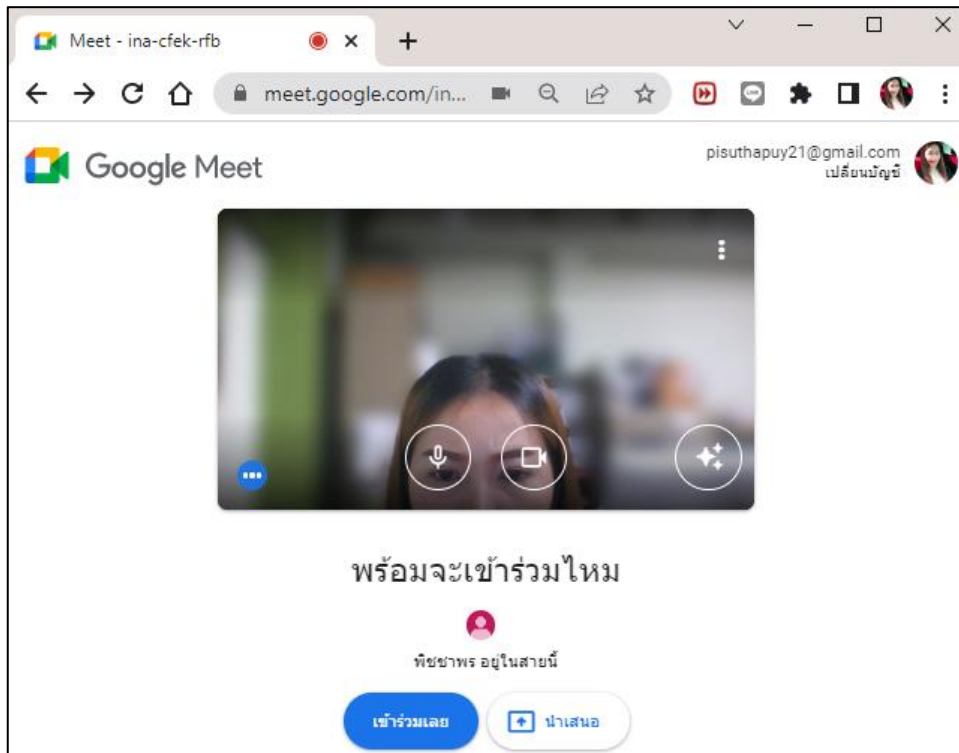 Meet - ina-cfek-rfb
meet.google.com/in...
Google Meet
pisuthapuy21@gmail.com
เปลี่ยนบัญชี
พร้อมจะเข้าร่วมไหม
พิชชาพร อยู่ในสายนี้
เข้าร่วมเลย
นำเสนอ